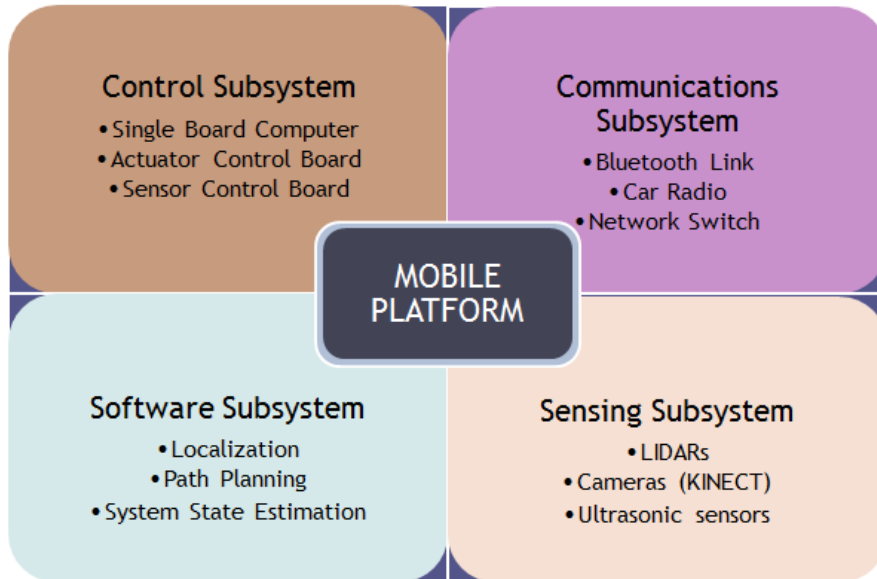 Control Subsystem
•Single Board Computer
•Actuator Control Board
•Sensor Control Board
Communications
Subsystem
•Bluetooth Link
•Car Radio
•Network Switch
MOBILE
PLATFORM
Software Subsystem
•Localization
•Path Planning
•System State Estimation
Sensing Subsystem
•LIDARs
•Cameras (KINECT)
•Ultrasonic sensors